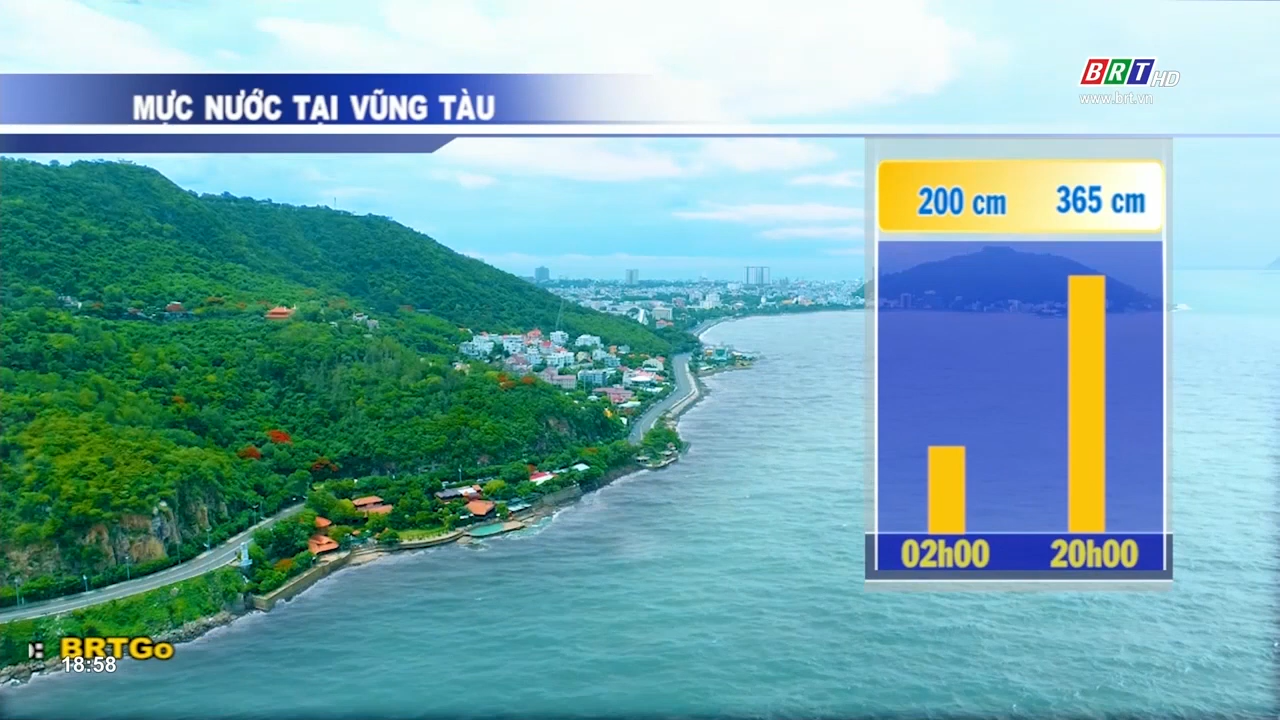 MỰC NƯỚC TẠI VŨNG TÀU
BRT HD
www.brt.vn
200 cm 365 cm
02h00 20h00
BRTGo
18:58